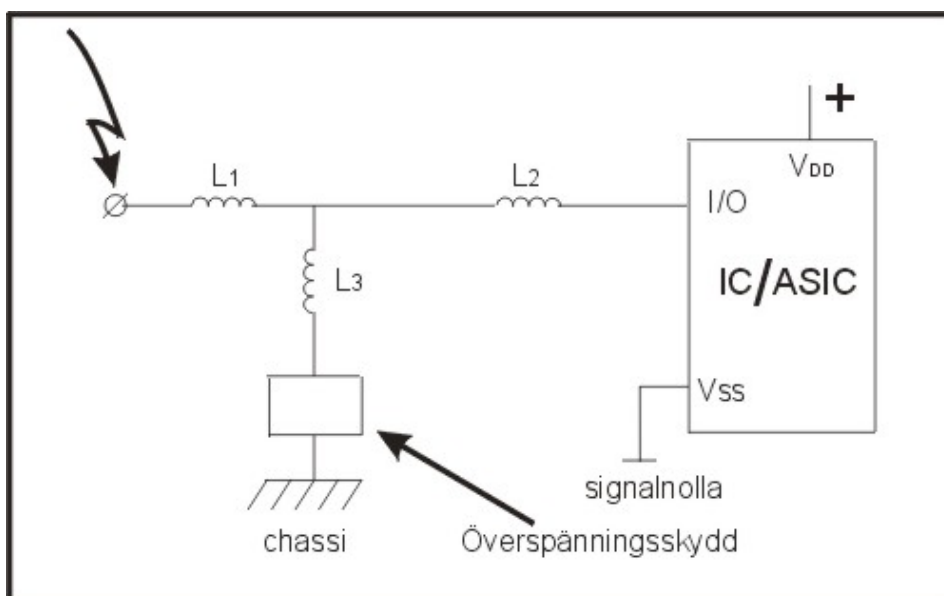 +
VDD
L1
L2
I/O
L3
IC/ASIC
VSS
signalnolla
chassi
Överspänningsskydd